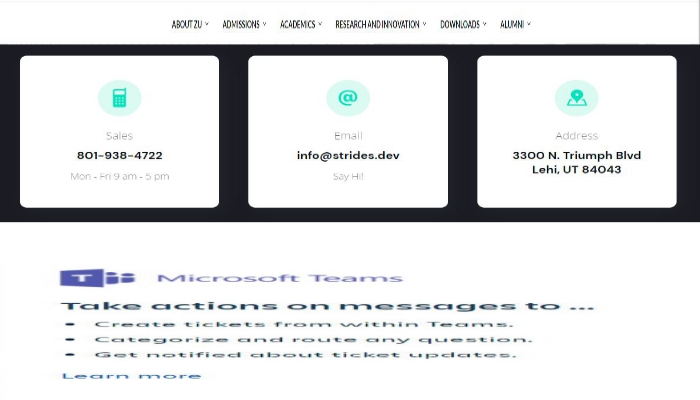 ABOUT ZU ADMISSIONS ACADEMICS RESEARCH AND INNOVATION DOWNLOADS ALUMNI
Sales
801-938-4722
Mon - Fri 9 am - 5 pm
@
Email
info@strides.dev
Say Hi!
Address
3300 N. Triumph Blvd
Lehi, UT 84043
T Microsoft Teams
Take actions on messages to ...
• Create tickets from within Teams.
• Categorize and route any question.
• Get notified about ticket updates.
Learn more